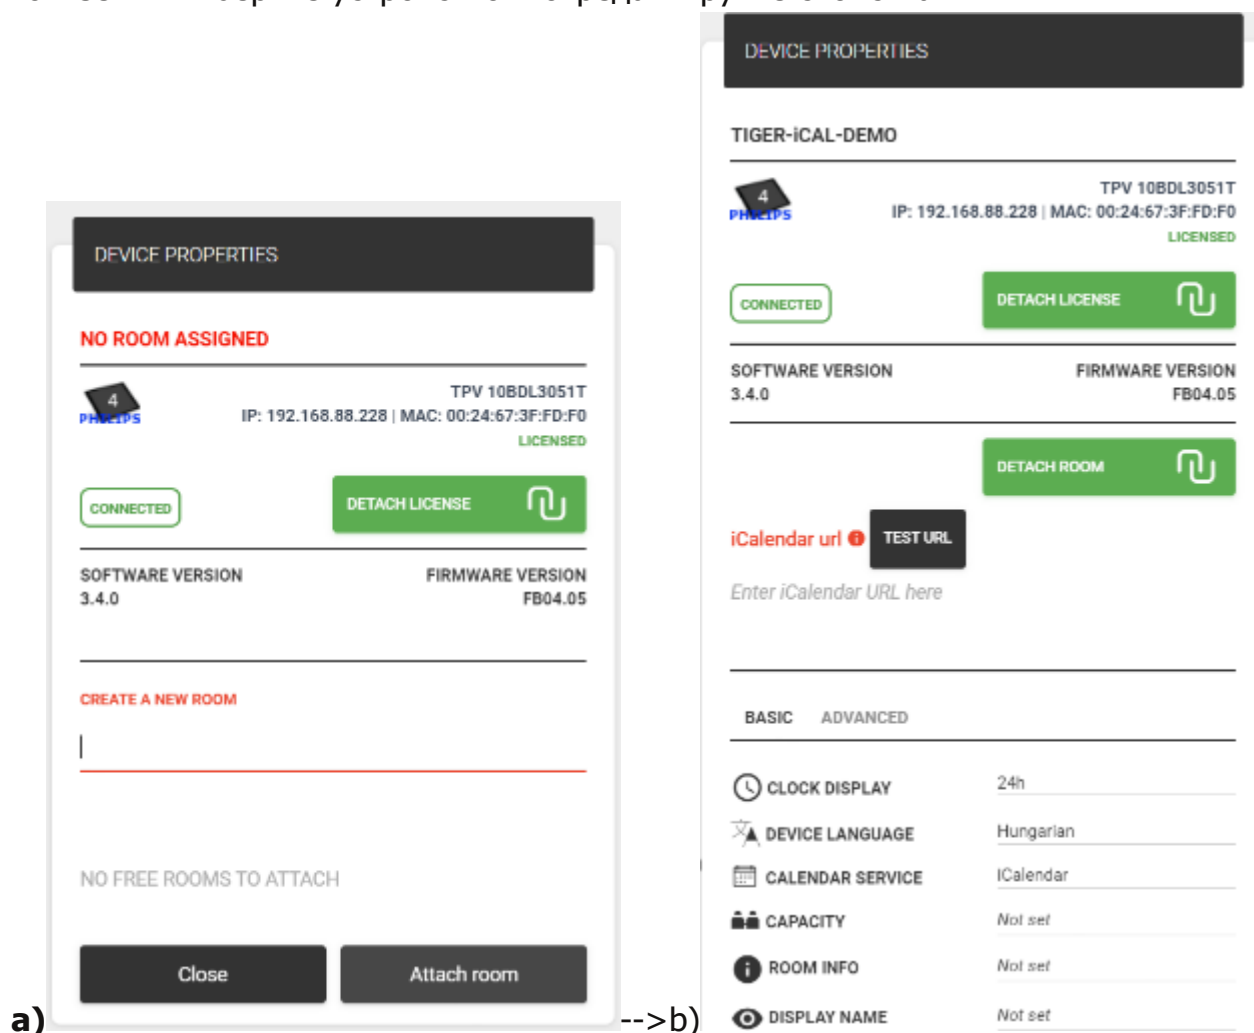 DEVICE PROPERTIES
NO ROOM ASSIGNED
4
PHILIPS
TPV 10BDL3051T
IP: 192.168.88.228 | MAC: 00:24:67:3F:FD:F0
LICENSED
CONNECTED
DETACH LICENSE
SOFTWARE VERSION
3.4.0
FIRMWARE VERSION
FB04.05
CREATE A NEW ROOM
NO FREE ROOMS TO ATTACH
Close
Attach room
a)
-->b)
DEVICE PROPERTIES
TIGER-iCAL-DEMO
4
PHILIPS
TPV 10BDL3051T
IP: 192.168.88.228 | MAC: 00:24:67:3F:FD:F0
LICENSED
CONNECTED
DETACH LICENSE
SOFTWARE VERSION
3.4.0
FIRMWARE VERSION
FB04.05
DETACH ROOM
iCalendar url
TEST URL
Enter iCalendar URL here
BASIC ADVANCED
CLOCK DISPLAY 24h
DEVICE LANGUAGE Hungarian
CALENDAR SERVICE ICalendar
CAPACITY Not set
ROOM INFO Not set
DISPLAY NAME Not set